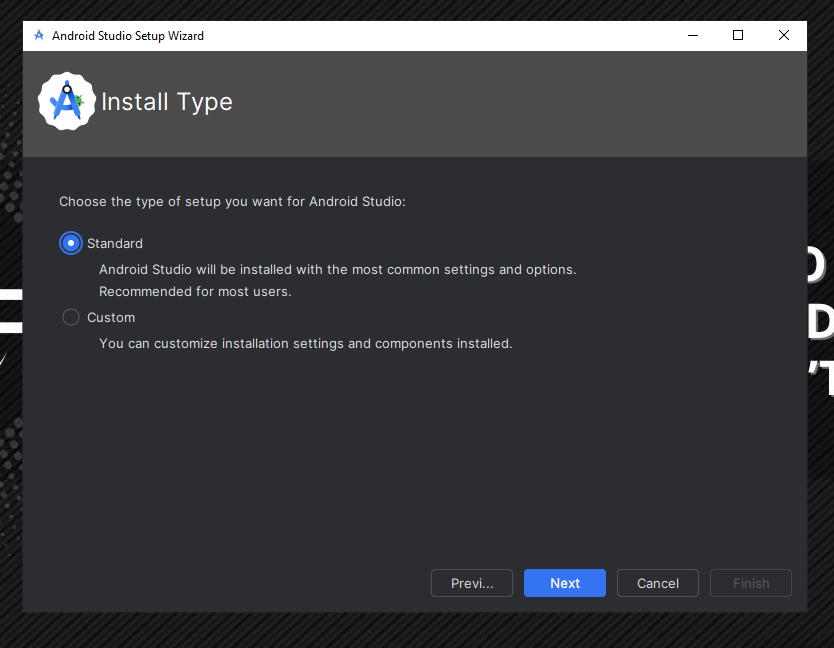 Android Studio Setup Wizard
Install Type
Choose the type of setup you want for Android Studio:
Standard
Android Studio will be installed with the most common settings and options.
Recommended for most users.
Custom
You can customize installation settings and components installed.
Previ...
Next
Cancel
Finish